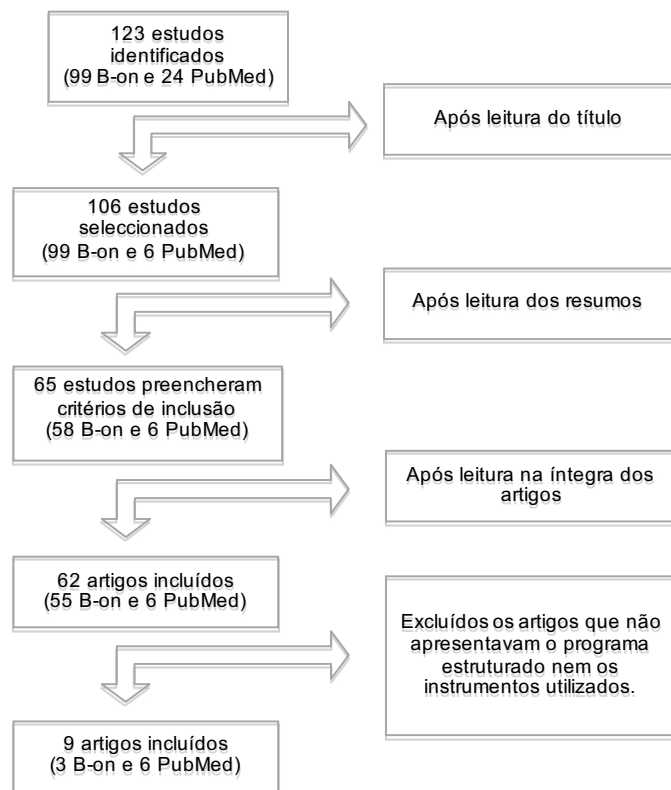 123 estudos
identificados
(99 B-on e 24 PubMed)
Após leitura do título
106 estudos
seleccionados
(99 B-on e 6 PubMed)
Após leitura dos resumos
65 estudos preencheram
critérios de inclusão
(58 B-on e 6 PubMed)
Após leitura na íntegra dos
artigos
62 artigos incluídos
(55 B-on e 6 PubMed)
Excluídos os artigos que não
apresentavam o programa
estruturado nem os
instrumentos utilizados.
9 artigos incluídos
(3 B-on e 6 PubMed)